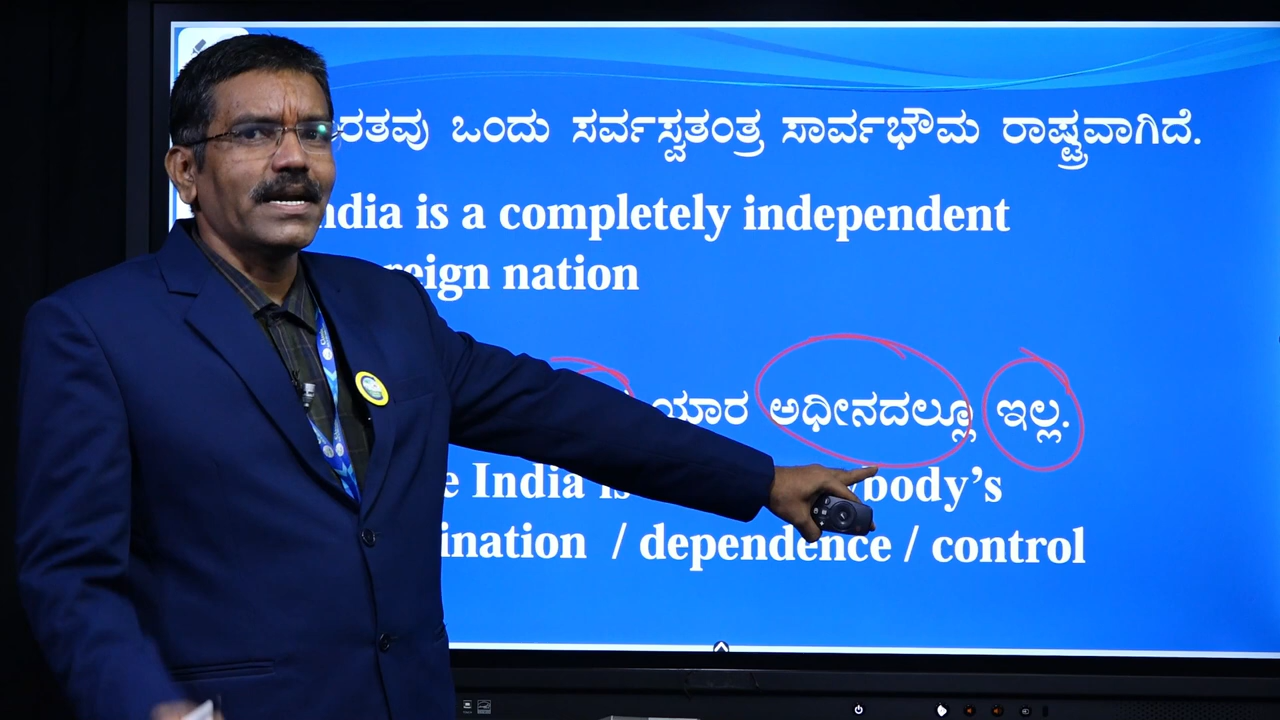 ರತವು ಒಂದು ಸರ್ವಸ್ವತಂತ್ರ ಸಾರ್ವಭೌಮ ರಾಷ್ಟ್ರವಾಗಿದೆ.
ndia is a completely independent
reign nation
ಯಾರ ಅಧೀನದಲ್ಲೂ ಇಲ್ಲ.
e India is ybody's
ination / dependence / control